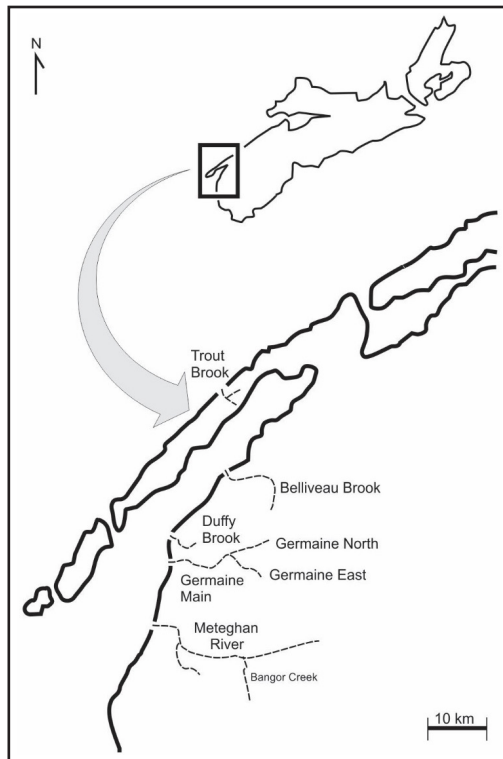 N
Trout
Brook
Belliveau Brook
Duffy
Brook
Germaine North
Germaine East
Germaine
Main
Meteghan
River
Bangor Creek
10 km